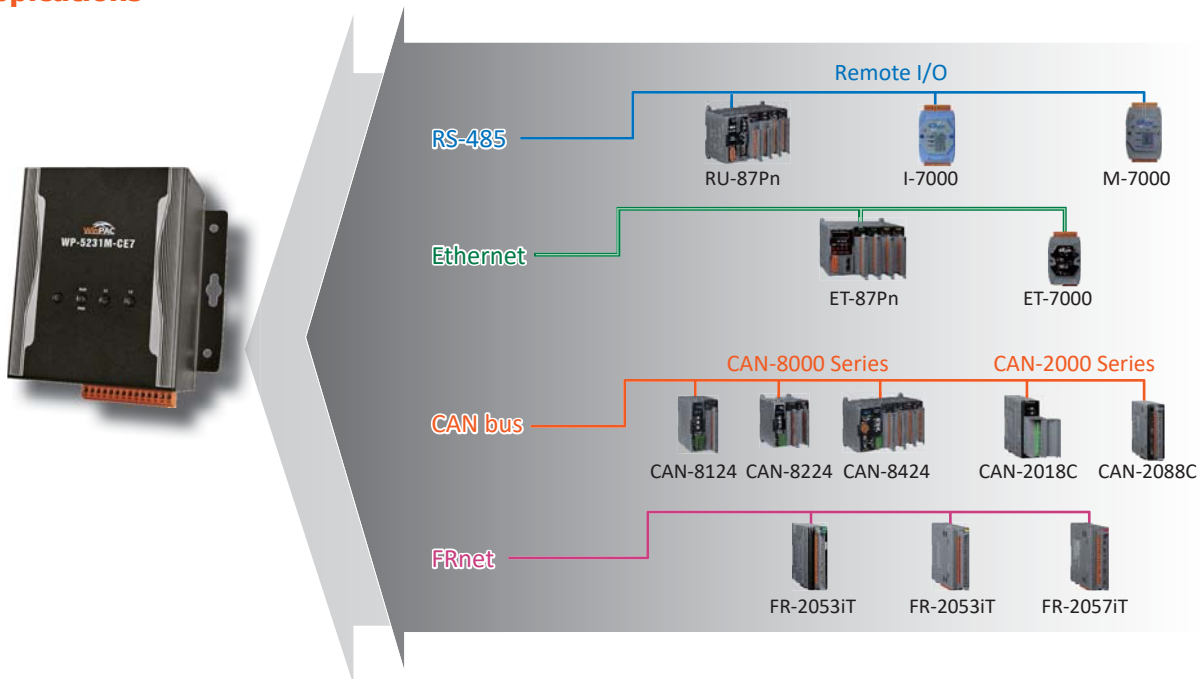 Remote I/O
RS-485
RU-87Pn
I-7000
M-7000
Ethernet
ET-87Pn
ET-7000
WinPAC
WP-5231M-CE7
CAN-8000 Series
CAN-2000 Series
CAN bus
CAN-8124
CAN-8224
CAN-8424
CAN-2018C
CAN-2088C
FRnet
FR-2053iT
FR-2053iT
FR-2057iT